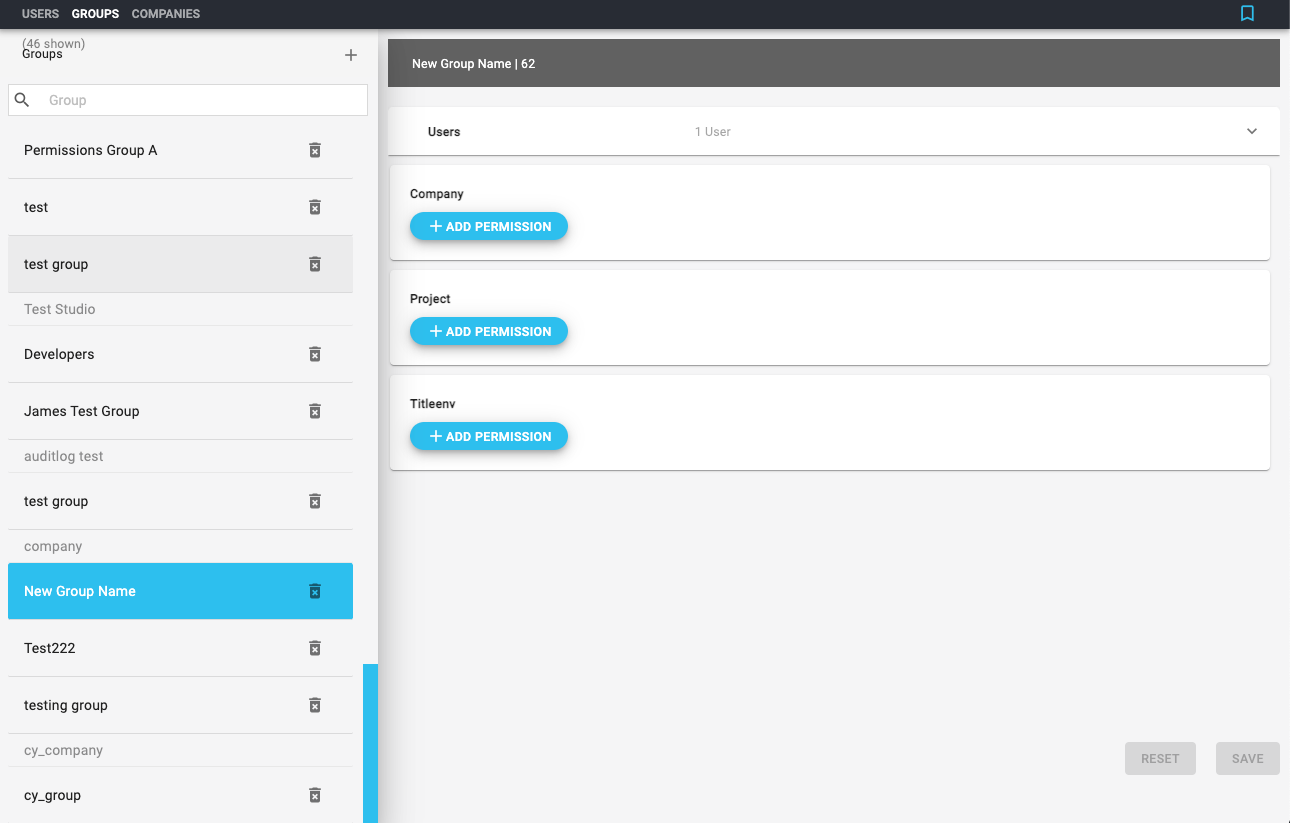 USERS GROUPS COMPANIES
(46 shown)
Groups
Group
Permissions Group A
test
test group
Test Studio
Developers
James Test Group
auditlog test
test group
company
New Group Name
Test222
testing group
cy_company
cy_group
New Group Name | 62
Users 1 User
Company
ADD PERMISSION
Project
ADD PERMISSION
Titleenv
ADD PERMISSION
RESET SAVE